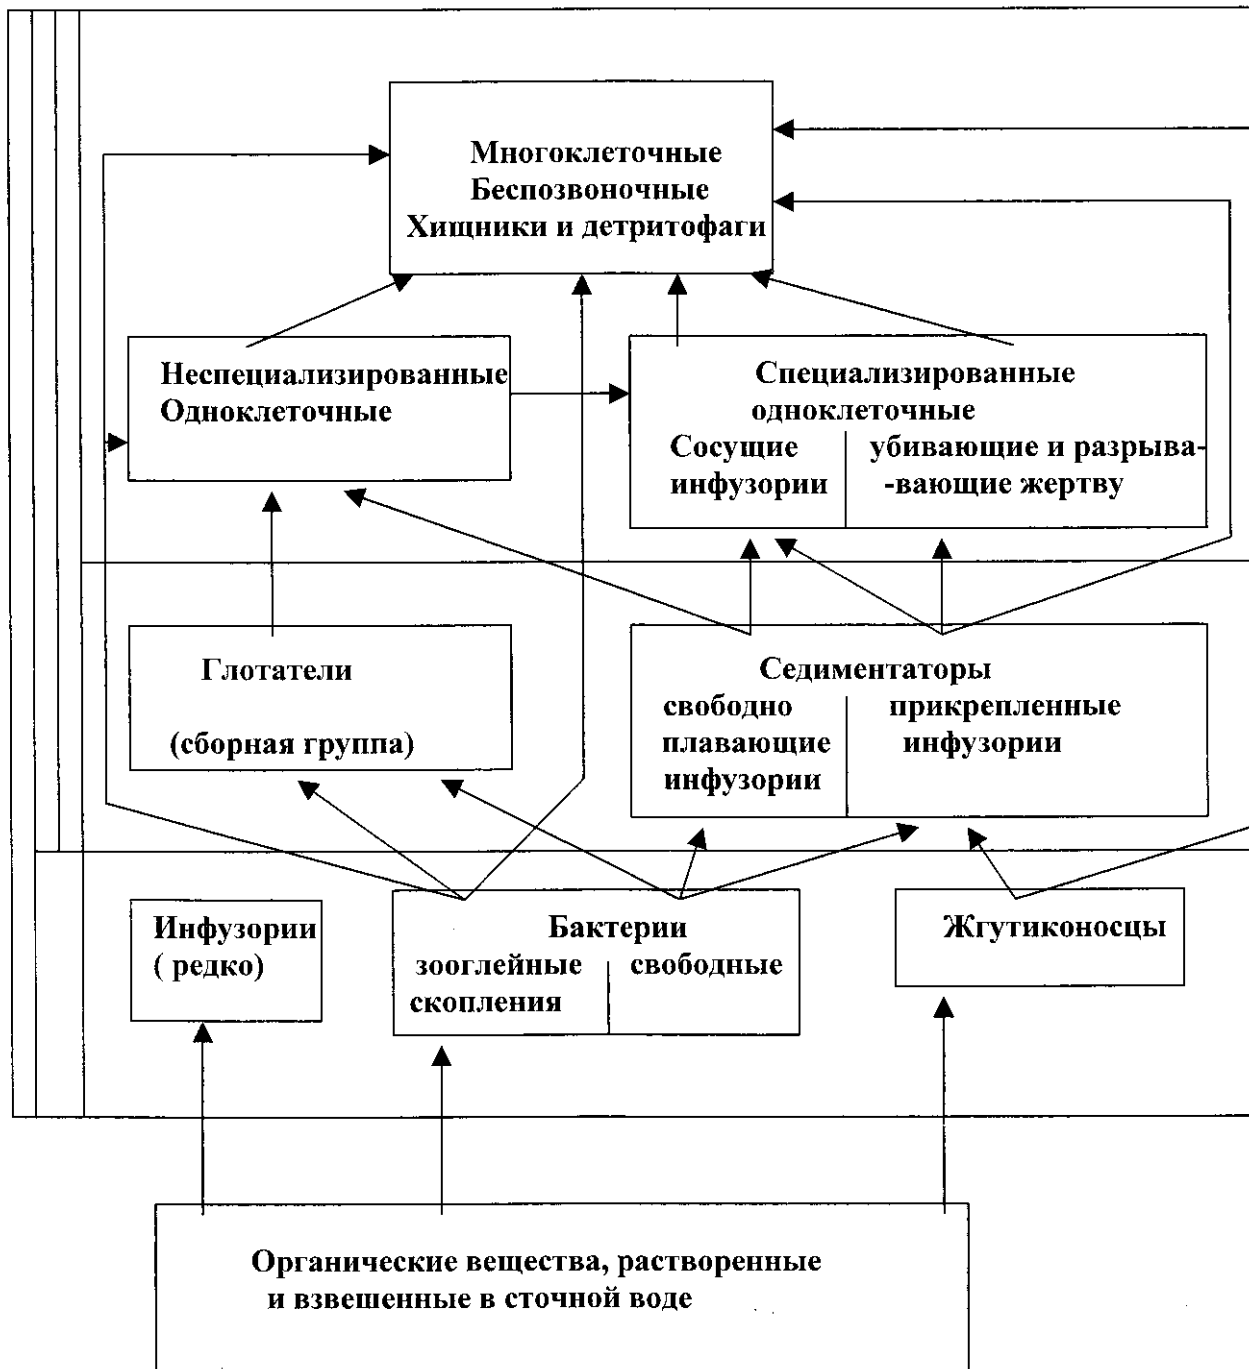 Многоклеточные
Беспозвоночные
Хищники и детритофаги
Неспециализированные
Одноклеточные
Специализированные
одноклеточные
Сосущие
инфузории
убивающие и разрыва-
-вающие жертву
Глотатели
(сборная группа)
Седиментаторы
свободно
плавающие
инфузории
прикрепленные
инфузории
Инфузории
( редко)
Бактерии
зооглейные
скопления
свободные
Жгутиконосцы
Органические вещества, растворенные
и взвешенные в сточной воде